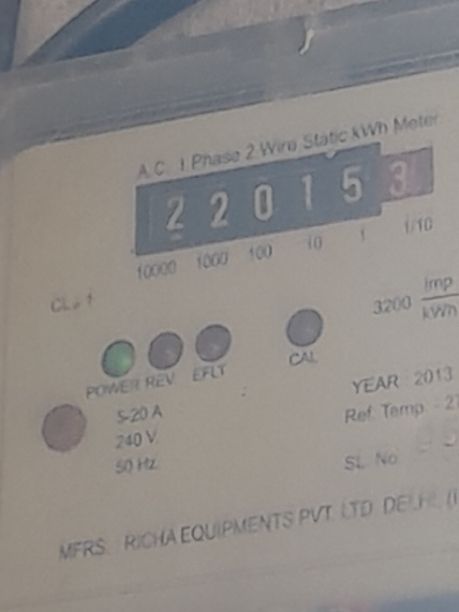 A.C. 1 Phase 2 Wire Static kWh Meter
2 2 0 1 5 3
10000 1000 100 10 1 1/10
CL. 1
3200 Imp/kWh
POWER REV EFLT CAL
5-20 A
240 V
50 Hz
YEAR 2013
Ref. Temp
SL. No
MFRS. RICHA EQUIPMENTS PVT. LTD. DELHI,